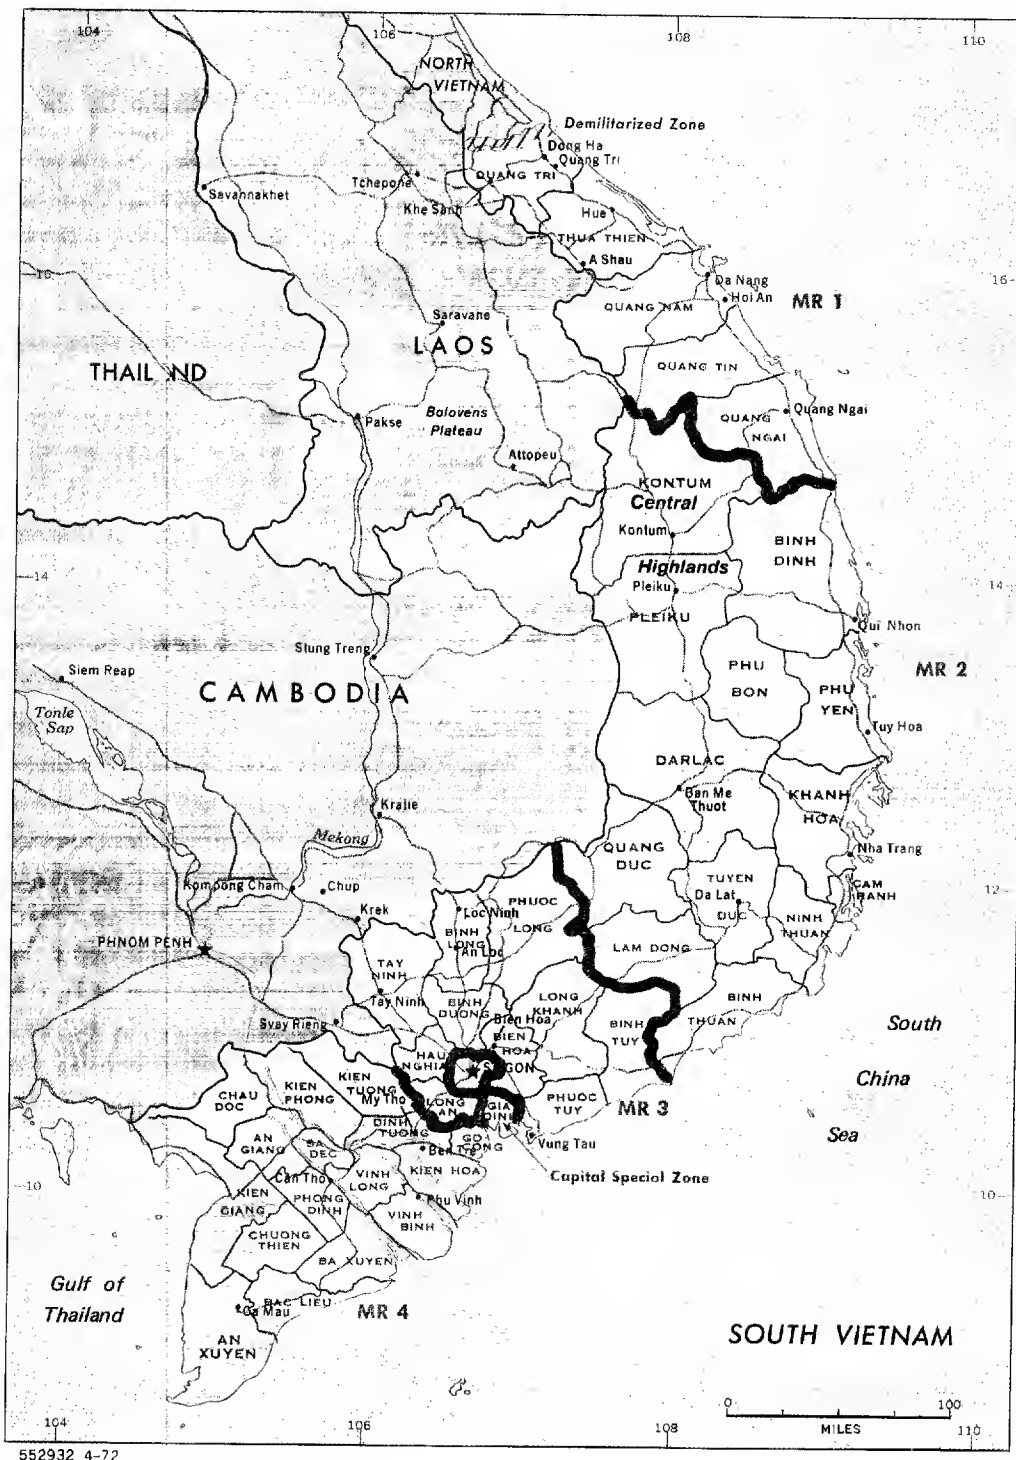 104
106
108
110
NORTH
VIETNAM
Demilitarized Zone
Dong Ha
Quang Tri
QUANG TRI
Tchepone
Savannakhet
Khe Sanh
Hue
THUA THIEN
A Shau
16
16
Da Nang
Hoi An
MR 1
QUANG NAM
Saravane
LAOS
THAIL ND
QUANG TIN
Pakse
Bolovens
Plateau
QUANG
NGAI
Quang Ngai
Attopeu
KONTUM
Central
Kontum
BINH
DINH
Highlands
14
14
Pleiku
PLEIKU
Qui Nhon
Stung Treng
Siem Reap
CAMBODIA
PHU
BON
MR 2
PHU
YEN
Tonle
Sap
Tuy Hoa
DARLAC
Ban Me
Thuot
KHANH
HOA
Kratie
Mekong
QUANG
DUC
Nha Trang
TUYEN
DUC
Da Lat
CAM
RANH
12
Kompong Cham
Chup
Krek
PHUOC
LONG
Loc Ninh
BINH
LONG
An Loc
NINH
THUAN
PHNOM PENH
LAM DONG
TAY
NINH
Tay Ninh
BINH
DUONG
LONG
KHANH
BINH
THUAN
Svay Rieng
Bien Hoa
BIEN
HOA
BINH
TUY
South
China
Sea
HAU
NGHIA
SAIGON
CHAU
DOC
KIEN
PHONG
KIEN
TUONG
My Tho
LONG
AN
GIA
DINH
PHUOC
TUY
MR 3
DINH
TUONG
GO
CONG
Vung Tau
AN
GIANG
SA
DEC
Ben Tre
KIEN HOA
Capital Special Zone
Can Tho
VINH
LONG
10
10
KIEN
GIANG
PHONG
DINH
Phu Vinh
VINH
BINH
CHUONG
THIEN
BA XUYEN
Gulf of
Thailand
BAC LIEU
Ca Mau
MR 4
AN
XUYEN
SOUTH VIETNAM
0
100
MILES
104
106
108
110
552932 4-72